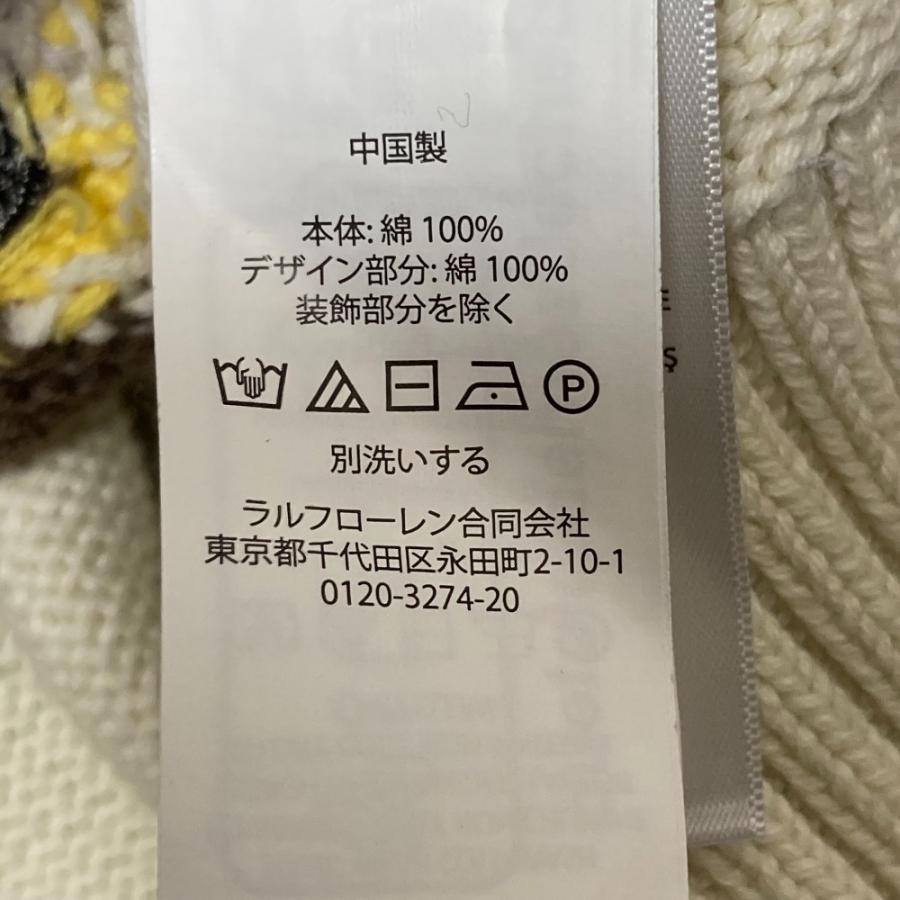 中国製
本体: 綿 100%
デザイン部分: 綿 100%
装飾部分を除く
P
別洗いする
ラルフローレン合同会社
東京都千代田区永田町2-10-1
0120-3274-20
E
Ş